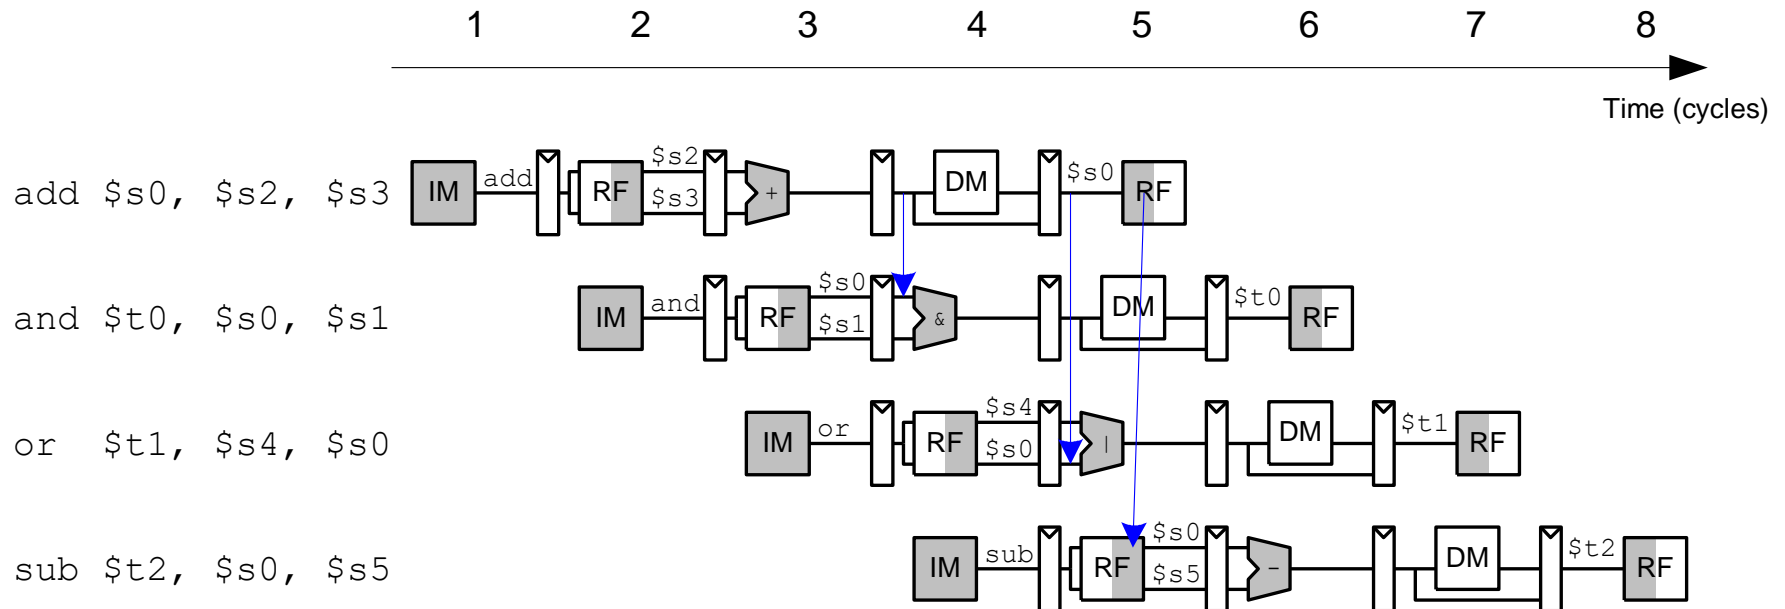 1 2 3 4 5 6 7 8
Time (cycles)
add $s0, $s2, $s3 IM add RF $s2 $s3 + DM $s0 RF
and $t0, $s0, $s1 IM and RF $s0 $s1 & DM $t0 RF
or $t1, $s4, $s0 IM or RF $s4 $s0 | DM $t1 RF
sub $t2, $s0, $s5 IM sub RF $s0 $s5 - DM $t2 RF